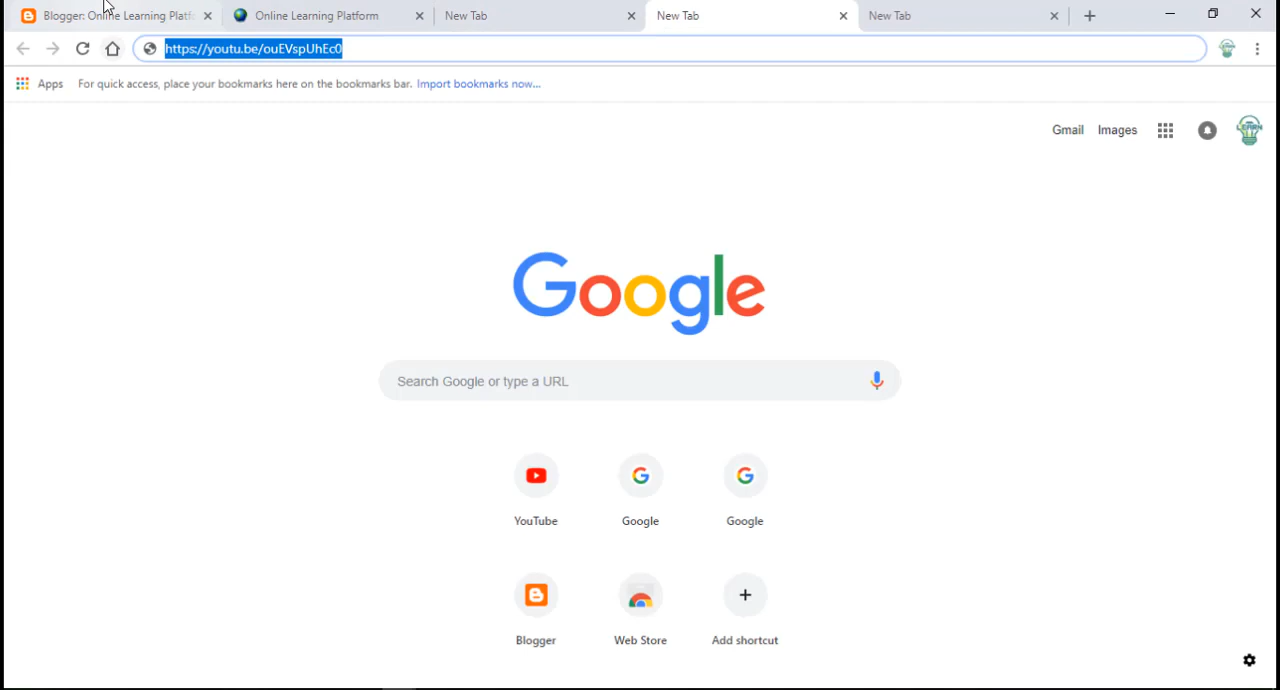 Blogger: Online Learning Platf
Online Learning Platform
New Tab
New Tab
New Tab
https://youtu.be/ouEVspUhEc0
Apps
For quick access, place your bookmarks here on the bookmarks bar. Import bookmarks now...
Gmail
Images
LEARN
Google
Search Google or type a URL
YouTube
Google
Google
Blogger
Web Store
Add shortcut